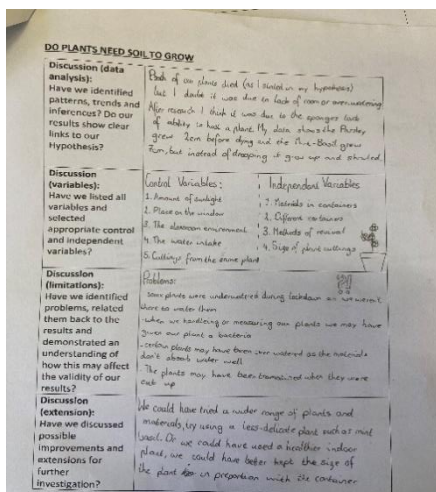 DO PLANTS NEED SOIL TO GROW
Discussion (data
analysis):
Have we identified
patterns, trends and
inferences? Do our
results show clear
links to our
Hypothesis?
of our plants died (as I stated in my hypothesis)
but I doubt it was due to lack of room or overwatering
After research I think it was due to the sponges lack
of ability to host a plant. My data shows the Parsley
grew 2cm before dying and the Basil grew
7cm, but instead of drooping it grew up and
Discussion
(variables):
Have we listed all
variables and
selected
appropriate control
and independent
variables?
Control Variables:
1. Amount of sunlight
2. Place on the window
3. The classroom environment
4. The water intake
5. Cuttings from the same plant
Independent Variables
1. Materials in containers
2. Different containers
3. Methods of revival
4. Size of plant cuttings
Discussion
(limitations):
Have we identified
problems, related
them back to the
results and
demonstrated an
understanding of
how this may affect
the validity of our
results?
Problems:
some plants were underwatered during lockdown as we weren't
there to water them
-when we handleing or measuring our plants we may have
given our plant a bacteria
-certain plants may have been over watered as the materials
don't absorb water well
The plants may have been when they were
cut up
Discussion
(extension):
Have we discussed
possible
improvements and
extensions for
further
investigation?
We could have tried a wider range of plants and
materials, try using a less-delicate plant such as mint
basil. Or we could have used a healthier indoor
plant, we could have better kept the size of
the plant in proportion with the container